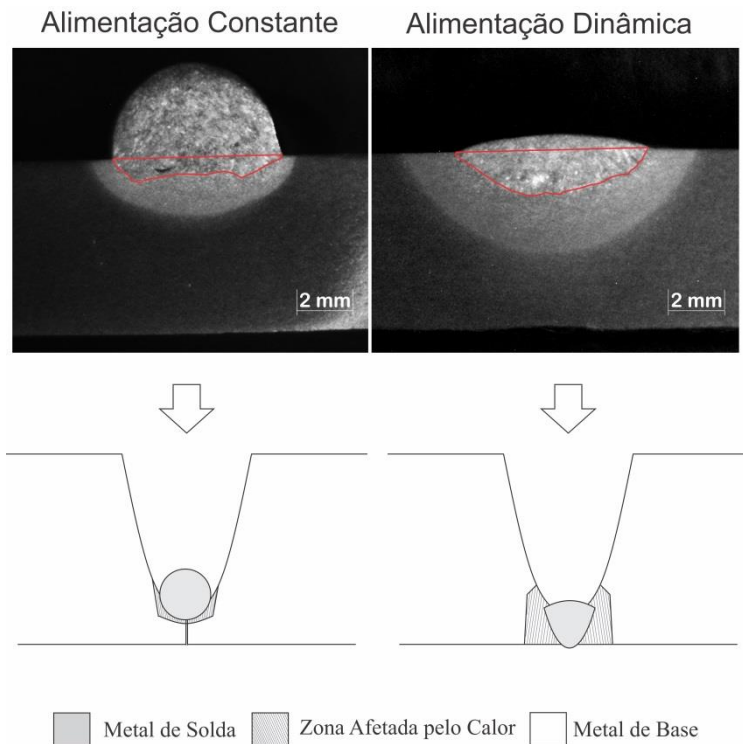 Alimentação Constante
Alimentação Dinâmica
2 mm
2 mm
Metal de Solda
Zona Afetada pelo Calor
Metal de Base